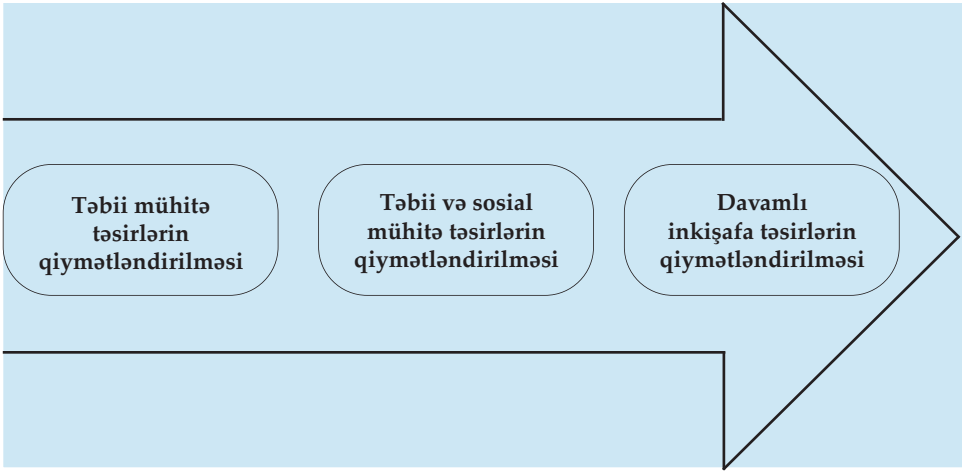 Təbii mühitə
təsirlərin
qiymətləndirilməsi
Təbii və sosial
mühitə təsirlərin
qiymətləndirilməsi
Davamlı
inkişafa təsirlərin
qiymətləndirilməsi